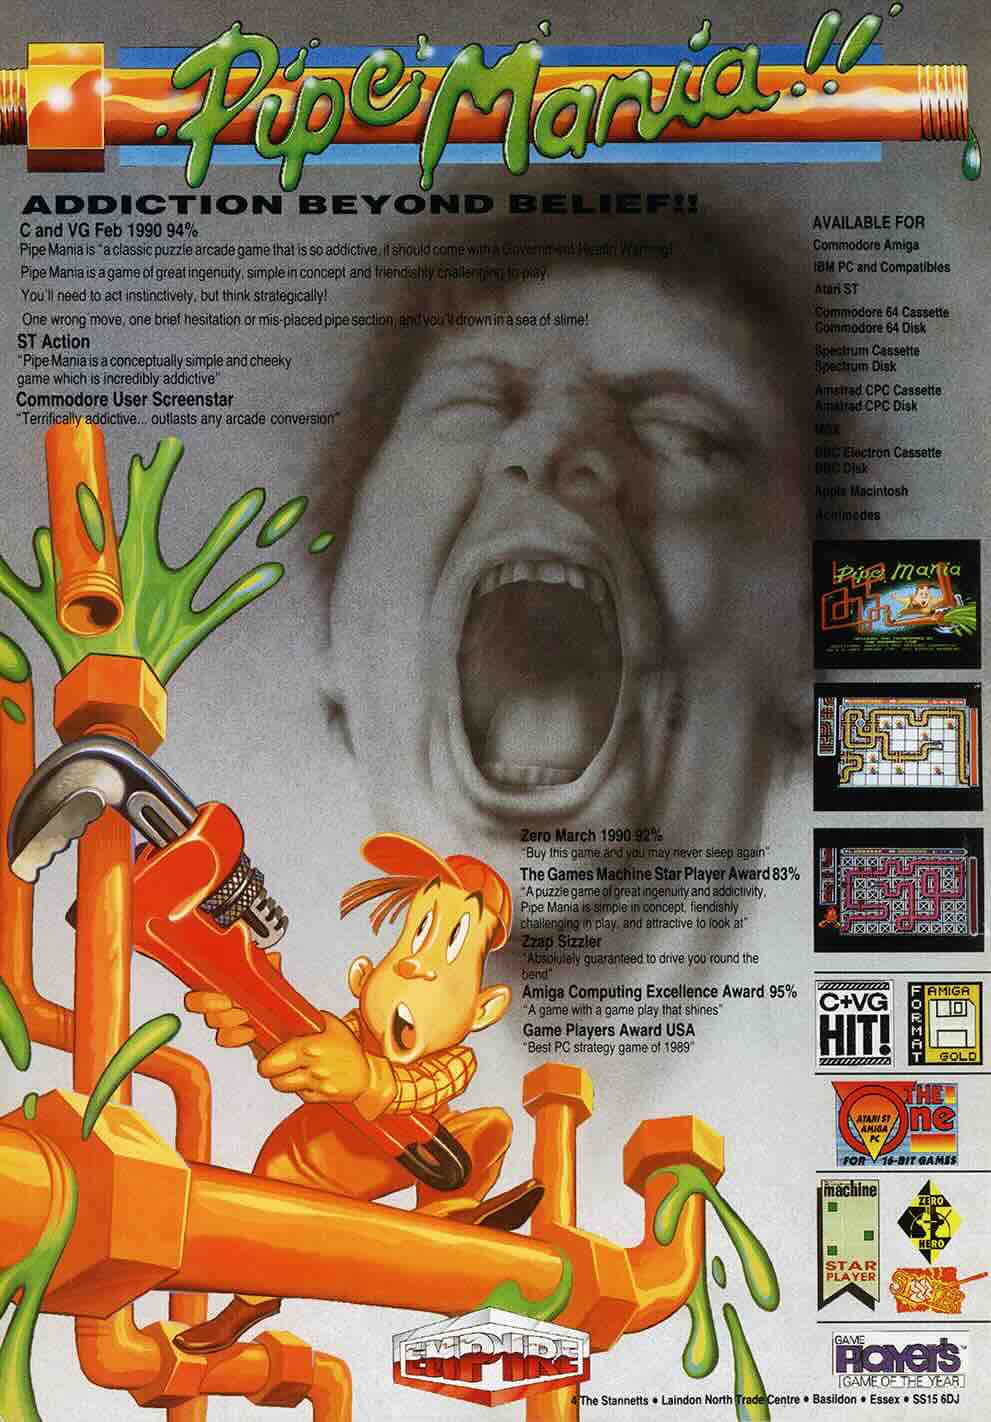 Pipe Mania!!
ADDICTION BEYOND BELIEF!!
C and VG Feb 1990 94%
Pipe Mania is "a classic puzzle arcade game that is so addictive, it should come with a Government Health Warning!
Pipe Mania is a game of great ingenuity, simple in concept and friendishly challenging to play.
You'll need to act instinctively, but think strategically!
One wrong move, one brief hesitation or mis-placed pipe section, and you'll drown in a sea of slime!
ST Action
"Pipe Mania is a conceptually simple and cheeky
game which is incredibly addictive"
Commodore User Screenstar
"Terrifically addictive... outlasts any arcade conversion"
AVAILABLE FOR
Commodore Amiga
IBM PC and Compatibles
Atari ST
Commodore 64 Cassette
Commodore 64 Disk
Spectrum Cassette
Spectrum Disk
Amstrad CPC Cassette
Amstrad CPC Disk
MSX
BBC Electron Cassette
BBC Disk
Apple Macintosh
Archimedes
Pipe Mania
Zero March 1990 92%
"Buy this game and you may never sleep again"
The Games Machine Star Player Award 83%
"A puzzle game of great ingenuity and addictivity,
Pipe Mania is simple in concept, fiendishly
challenging in play, and attractive to look at"
Zzap Sizzler
"Absolutely guaranteed to drive you round the
bend"
Amiga Computing Excellence Award 95%
"A game with a game play that shines"
Game Players Award USA
"Best PC strategy game of 1989"
C+VG
HIT!
AMIGA
FORMAT
GOLD
THE
One
ATARI ST
AMIGA
PC
FOR 16-BIT GAMES
machine
STAR
PLAYER
ZERO
HERO
GAME
PLAYER'S™
GAME OF THE YEAR
EMPIRE
4 The Stannetts • Laindon North Trade Centre • Basildon • Essex • SS15 6DJ